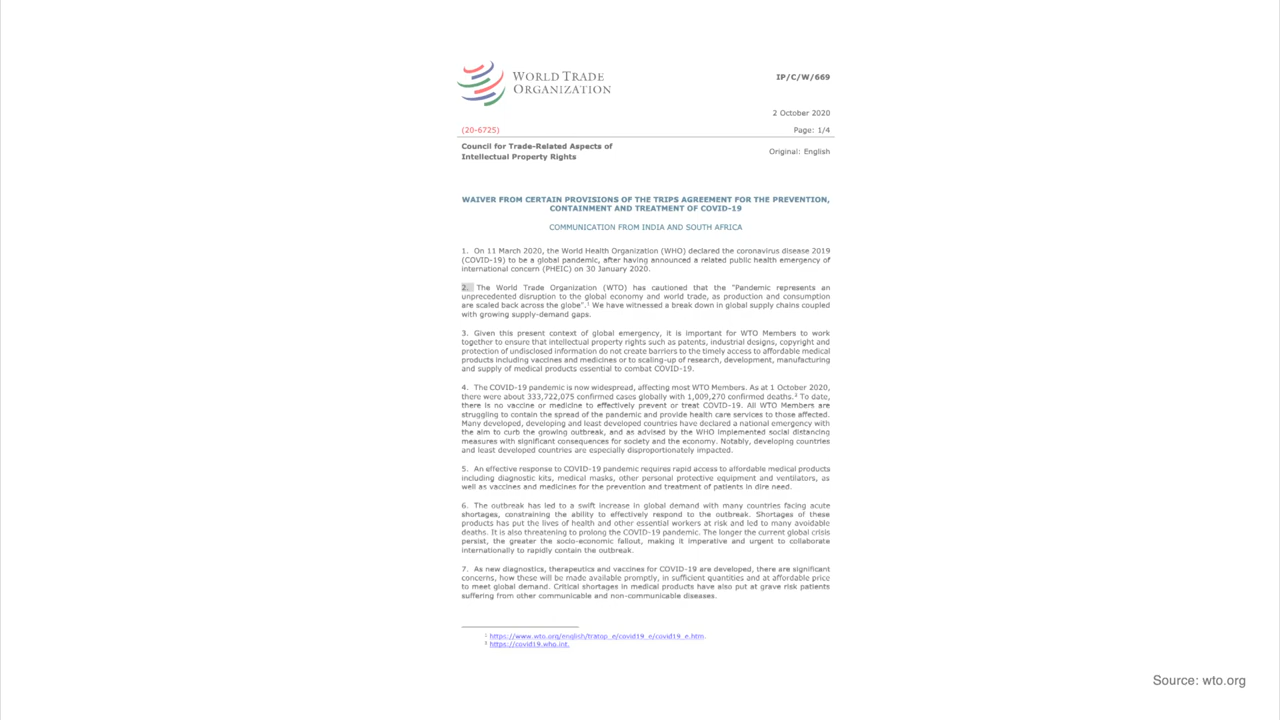 WORLD TRADE
ORGANIZATION
IP/C/W/669
2 October 2020
(20-6725)
Page: 1/4
Council for Trade-Related Aspects of
Intellectual Property Rights
Original: English
WAIVER FROM CERTAIN PROVISIONS OF THE TRIPS AGREEMENT FOR THE PREVENTION,
CONTAINMENT AND TREATMENT OF COVID-19
COMMUNICATION FROM INDIA AND SOUTH AFRICA
1. On 11 March 2020, the World Health Organization (WHO) declared the coronavirus disease 2019
(COVID-19) to be a global pandemic, after having announced a related public health emergency of
international concern (PHEIC) on 30 January 2020.
2. The World Trade Organization (WTO) has cautioned that the "Pandemic represents an
unprecedented disruption to the global economy and world trade, as production and consumption
are scaled back across the globe".¹ We have witnessed a break down in global supply chains coupled
with growing supply-demand gaps.
3. Given this present context of global emergency, it is important for WTO Members to work
together to ensure that intellectual property rights such as patents, industrial designs, copyright and
protection of undisclosed information do not create barriers to the timely access to affordable medical
products including vaccines and medicines or to scaling-up of research, development, manufacturing
and supply of medical products essential to combat COVID-19.
4. The COVID-19 pandemic is now widespread, affecting most WTO Members. As at 1 October 2020,
there were about 333,722,075 confirmed cases globally with 1,009,270 confirmed deaths.² To date,
there is no vaccine or medicine to effectively prevent or treat COVID-19. All WTO Members are
struggling to contain the spread of the pandemic and provide health care services to those affected.
Many developed, developing and least developed countries have declared a national emergency with
the aim to curb the growing outbreak, and as advised by the WHO implemented social distancing
measures with significant consequences for society and the economy. Notably, developing countries
and least developed countries are especially disproportionately impacted.
5. An effective response to COVID-19 pandemic requires rapid access to affordable medical products
including diagnostic kits, medical masks, other personal protective equipment and ventilators, as
well as vaccines and medicines for the prevention and treatment of patients in dire need.
6. The outbreak has led to a swift increase in global demand with many countries facing acute
shortages, constraining the ability to effectively respond to the outbreak. Shortages of these
products has put the lives of health and other essential workers at risk and led to many avoidable
deaths. It is also threatening to prolong the COVID-19 pandemic. The longer the current global crisis
persist, the greater the socio-economic fallout, making it imperative and urgent to collaborate
internationally to rapidly contain the outbreak.
7. As new diagnostics, therapeutics and vaccines for COVID-19 are developed, there are significant
concerns, how these will be made available promptly, in sufficient quantities and at affordable price
to meet global demand. Critical shortages in medical products have also put at grave risk patients
suffering from other communicable and non-communicable diseases.
¹ https://www.wto.org/english/tratop_e/covid19_e/covid19_e.htm.
² https://covid19.who.int.
Source: wto.org